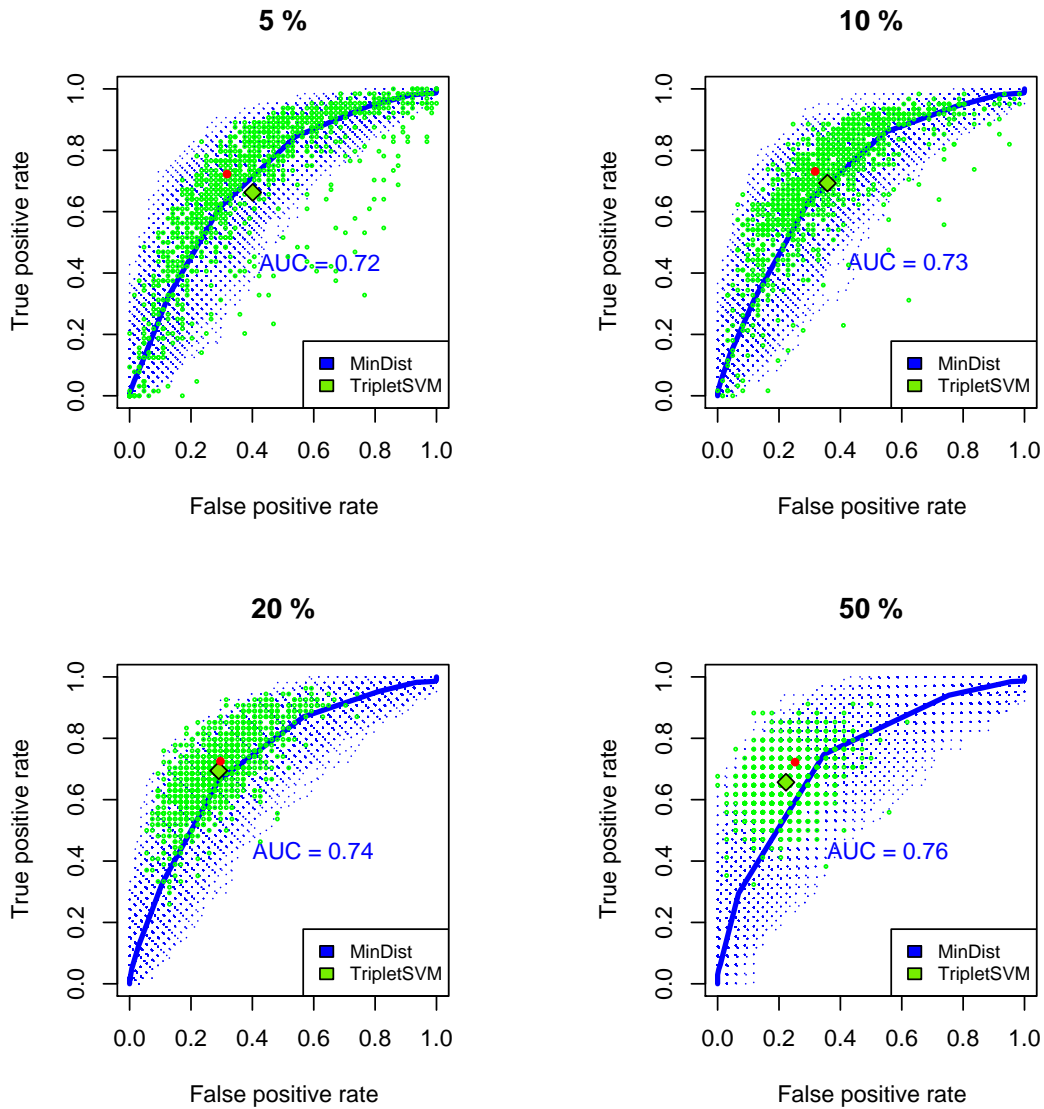 5 %
True positive rate
1.0
0.8
0.6
0.4
0.2
0.0
AUC = 0.72
MinDist
TripletSVM
0.0 0.2 0.4 0.6 0.8 1.0
False positive rate
10 %
True positive rate
1.0
0.8
0.6
0.4
0.2
0.0
AUC = 0.73
MinDist
TripletSVM
0.0 0.2 0.4 0.6 0.8 1.0
False positive rate
20 %
True positive rate
1.0
0.8
0.6
0.4
0.2
0.0
AUC = 0.74
MinDist
TripletSVM
0.0 0.2 0.4 0.6 0.8 1.0
False positive rate
50 %
True positive rate
1.0
0.8
0.6
0.4
0.2
0.0
AUC = 0.76
MinDist
TripletSVM
0.0 0.2 0.4 0.6 0.8 1.0
False positive rate